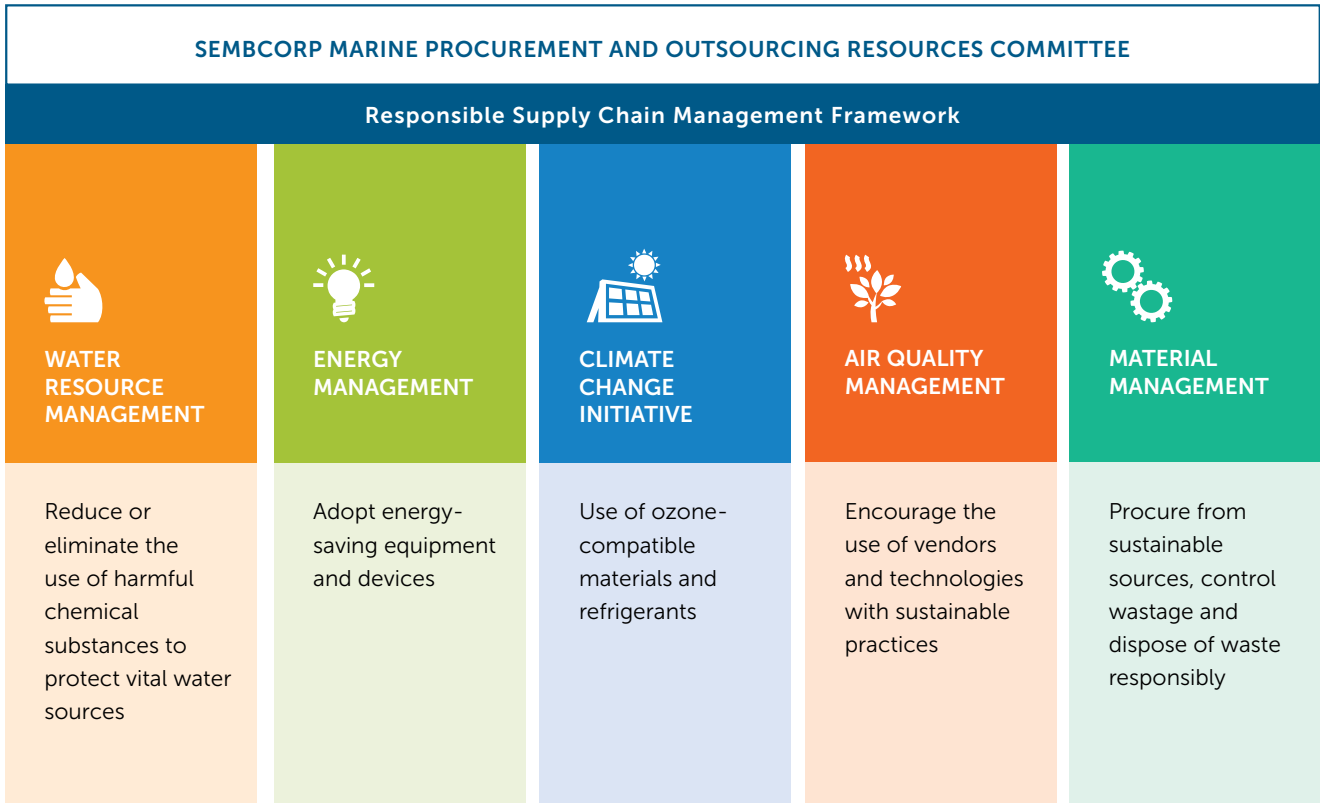 SEMBCORP MARINE PROCUREMENT AND OUTSOURCING RESOURCES COMMITTEE
Responsible Supply Chain Management Framework
WATER
RESOURCE
MANAGEMENT
Reduce or
eliminate the
use of harmful
chemical
substances to
protect vital water
sources
ENERGY
MANAGEMENT
Adopt energy-
saving equipment
and devices
CLIMATE
CHANGE
INITIATIVE
Use of ozone-
compatible
materials and
refrigerants
AIR QUALITY
MANAGEMENT
Encourage the
use of vendors
and technologies
with sustainable
practices
MATERIAL
MANAGEMENT
Procure from
sustainable
sources, control
wastage and
dispose of waste
responsibly